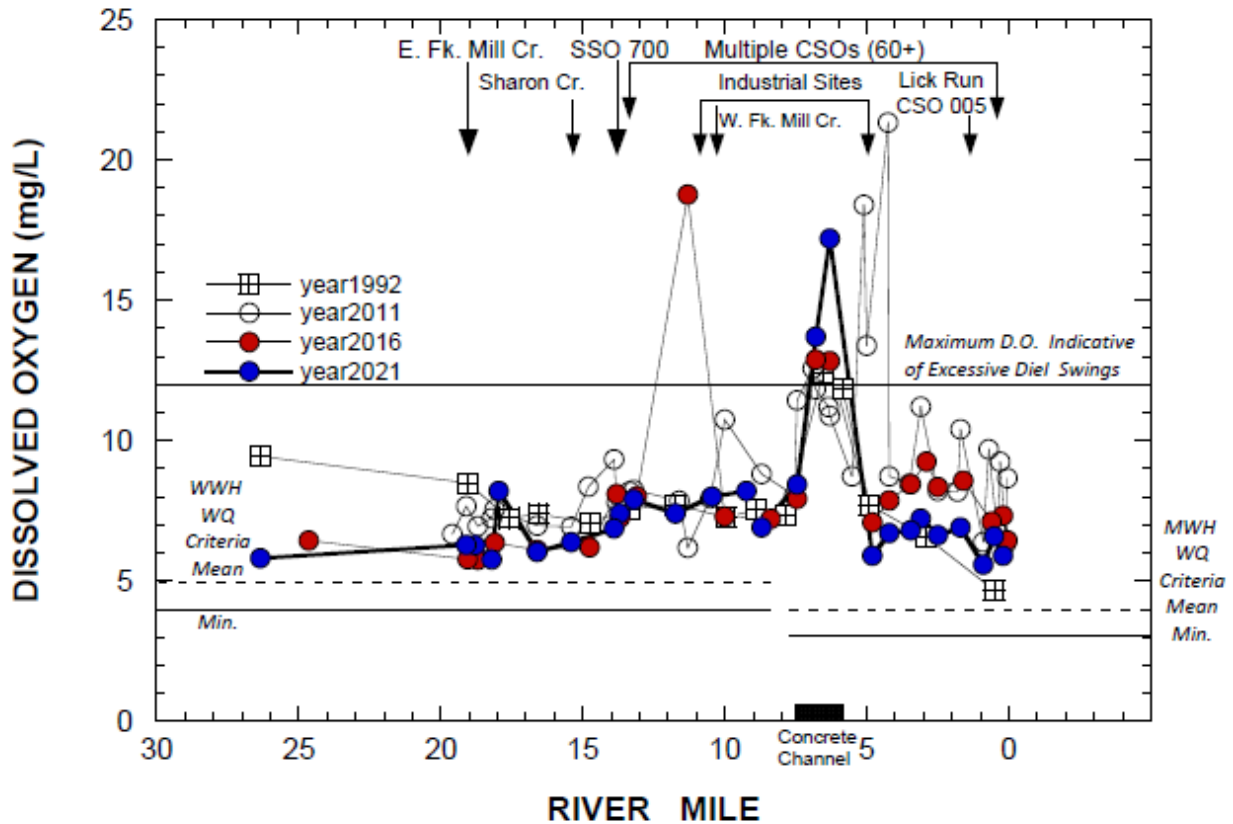 DISSOLVED OXYGEN (mg/L)
25
20
15
10
5
0
E. Fk. Mill Cr.
SSO 700
Multiple CSOs (60+)
Sharon Cr.
Industrial Sites
Lick Run
CSO 005
W. Fk. Mill Cr.
year1992
year2011
year2016
year2021
Maximum D.O. Indicative
of Excessive Diel Swings
WWH
WQ
Criteria
Mean
Min.
MWH
WQ
Criteria
Mean
Min.
30
25
20
15
10
5
0
Concrete
Channel
RIVER MILE